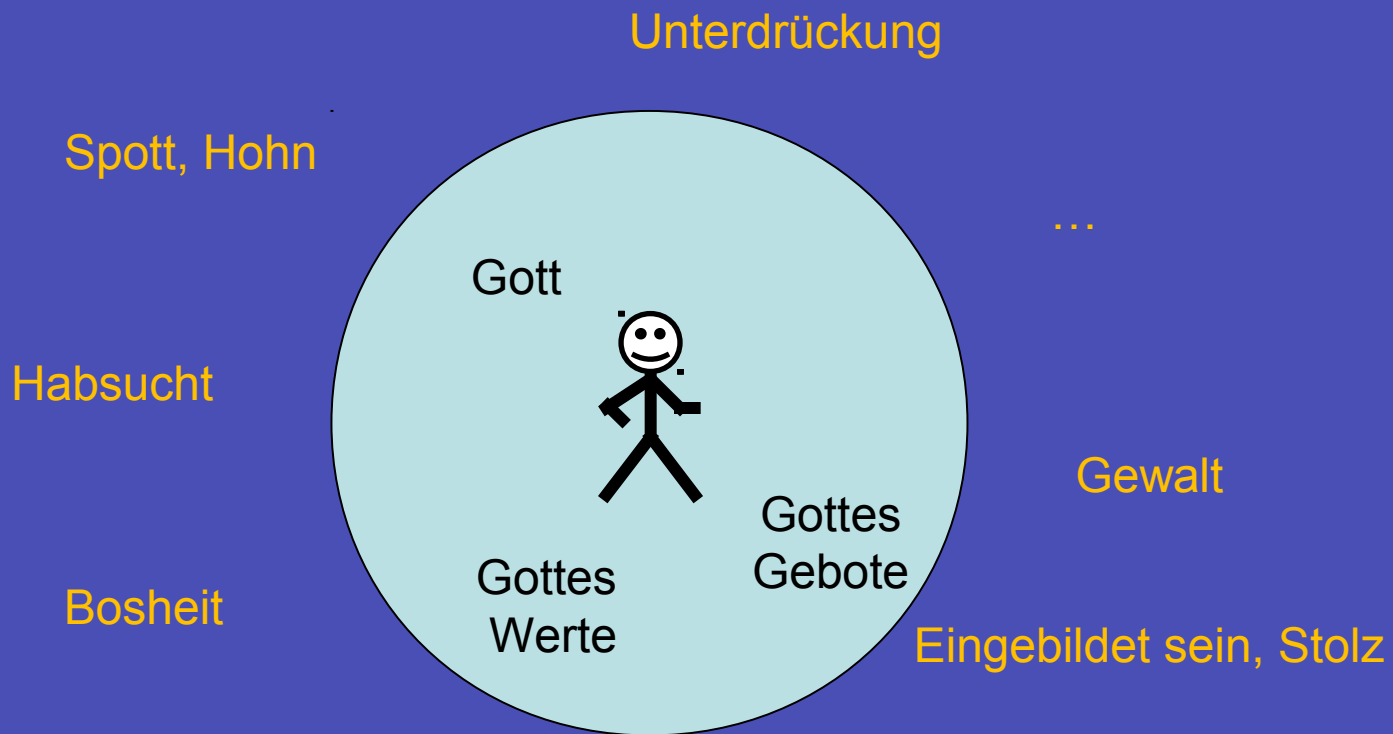 Unterdrückung
Spott, Hohn
…
Gott
Habsucht
Gewalt
Gottes
Gebote
Gottes
Werte
Bosheit
Eingebildet sein, Stolz